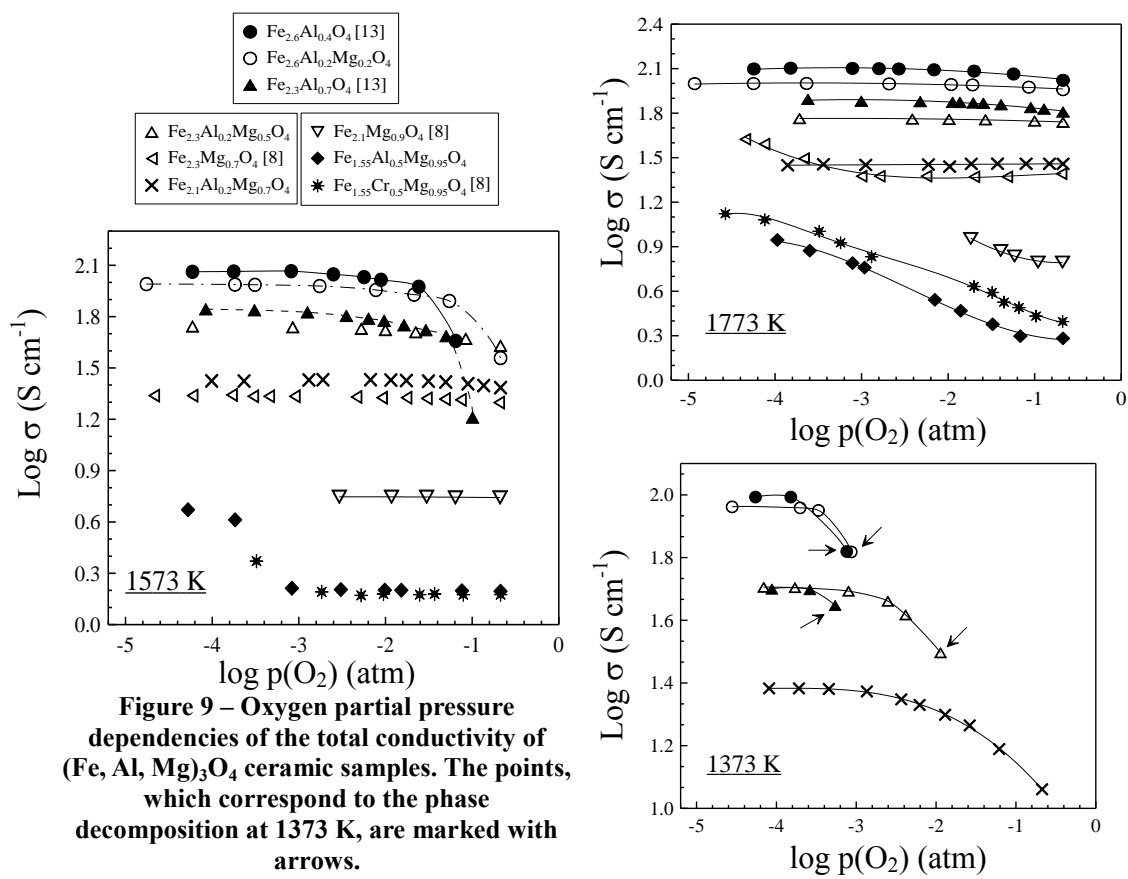 Fe2.6Al0.4O4 [13]
Fe2.6Al0.2Mg0.2O4
Fe2.3Al0.7O4 [13]
Fe2.3Al0.2Mg0.5O4
Fe2.3Mg0.7O4 [8]
Fe2.1Al0.2Mg0.7O4
Fe2.1Mg0.9O4 [8]
Fe1.55Al0.5Mg0.95O4
Fe1.55Cr0.5Mg0.95O4 [8]
Log σ (S cm-1)
2.1
1.8
1.5
1.2
0.9
0.6
0.3
0.0
1573 K
-5 -4 -3 -2 -1 0
log p(O2) (atm)
Figure 9 – Oxygen partial pressure
dependencies of the total conductivity of
(Fe, Al, Mg)3O4 ceramic samples. The points,
which correspond to the phase
decomposition at 1373 K, are marked with
arrows.
Log σ (S cm-1)
2.4
2.1
1.8
1.5
1.2
0.9
0.6
0.3
0.0
1773 K
-5 -4 -3 -2 -1 0
log p(O2) (atm)
Log σ (S cm-1)
2.0
1.8
1.6
1.4
1.2
1.0
1373 K
-5 -4 -3 -2 -1 0
log p(O2) (atm)